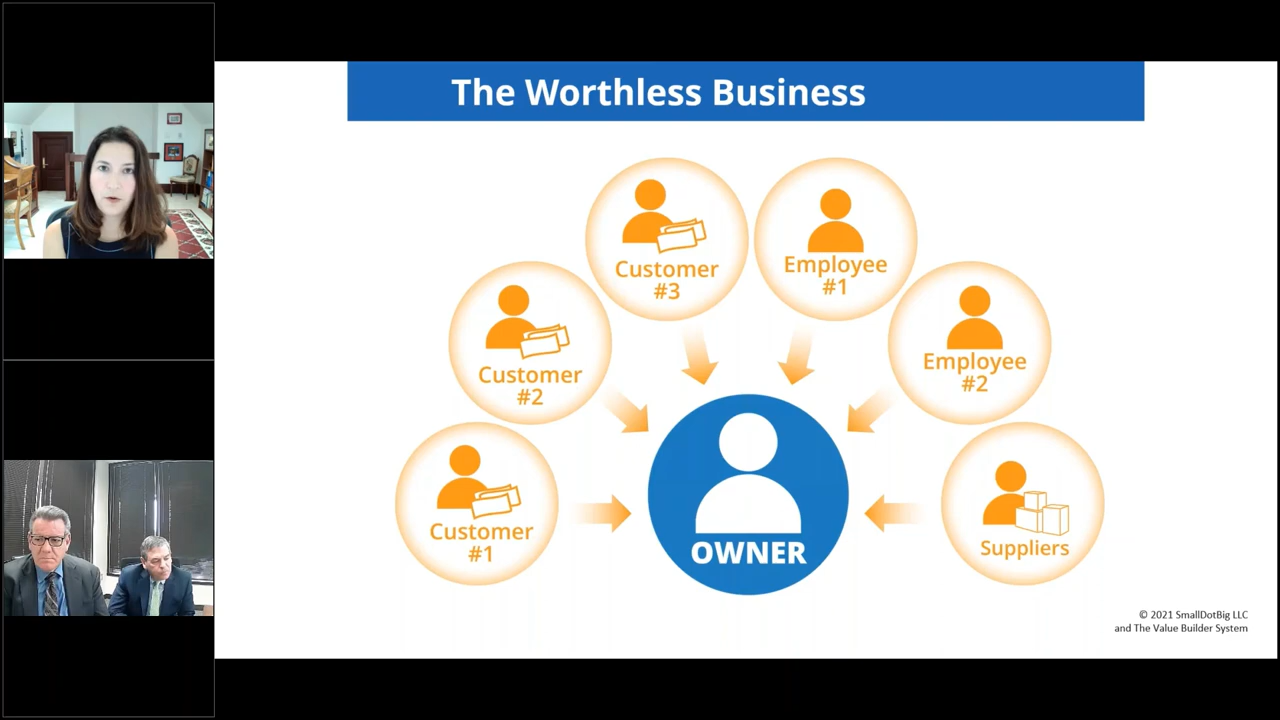 The Worthless Business
Customer
#3
Employee
#1
Customer
#2
Employee
#2
Customer
#1
OWNER
Suppliers
© 2021 SmallDotBig LLC
and The Value Builder System